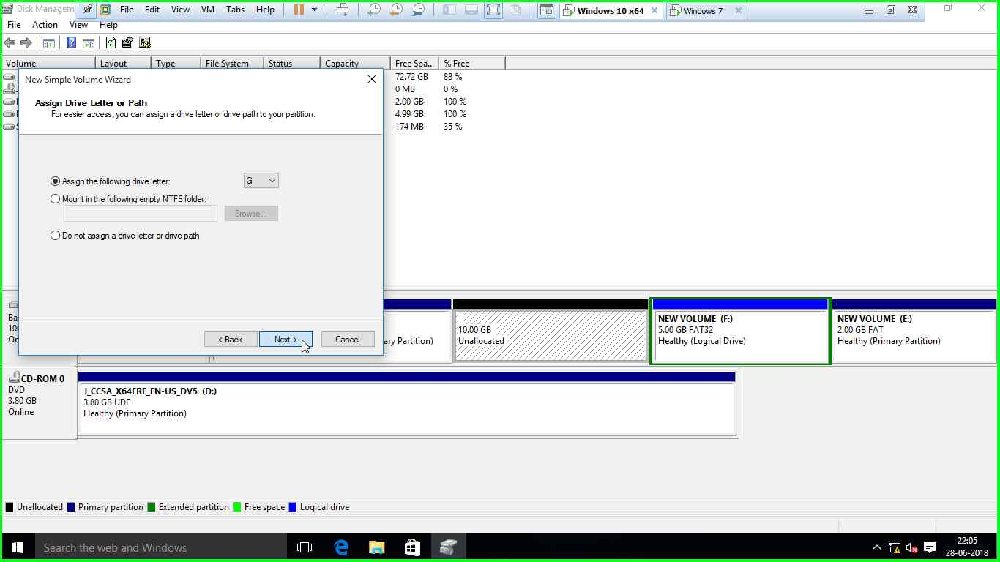 Disk Managem File Edit View VM Tabs Help Windows 10 x64 Windows 7
File Action View Help
Volume Layout Type File System Status Capacity Free Spa... % Free
72.72 GB 88 %
0 MB 0 %
2.00 GB 100 %
4.99 GB 100 %
174 MB 35 %
New Simple Volume Wizard
Assign Drive Letter or Path
For easier access, you can assign a drive letter or drive path to your partition.
Assign the following drive letter: G
Mount in the following empty NTFS folder:
Browse...
Do not assign a drive letter or drive path
< Back Next > Cancel
Ba
100
On
ary Partition)
10.00 GB
Unallocated
NEW VOLUME (F:)
5.00 GB FAT32
Healthy (Logical Drive)
NEW VOLUME (E:)
2.00 GB FAT
Healthy (Primary Partition)
CD-ROM 0
DVD
3.80 GB
Online
J_CCSA_X64FRE_EN-US_DV5 (D:)
3.80 GB UDF
Healthy (Primary Partition)
Unallocated Primary partition Extended partition Free space Logical drive
Search the web and Windows
22:05
28-06-2018